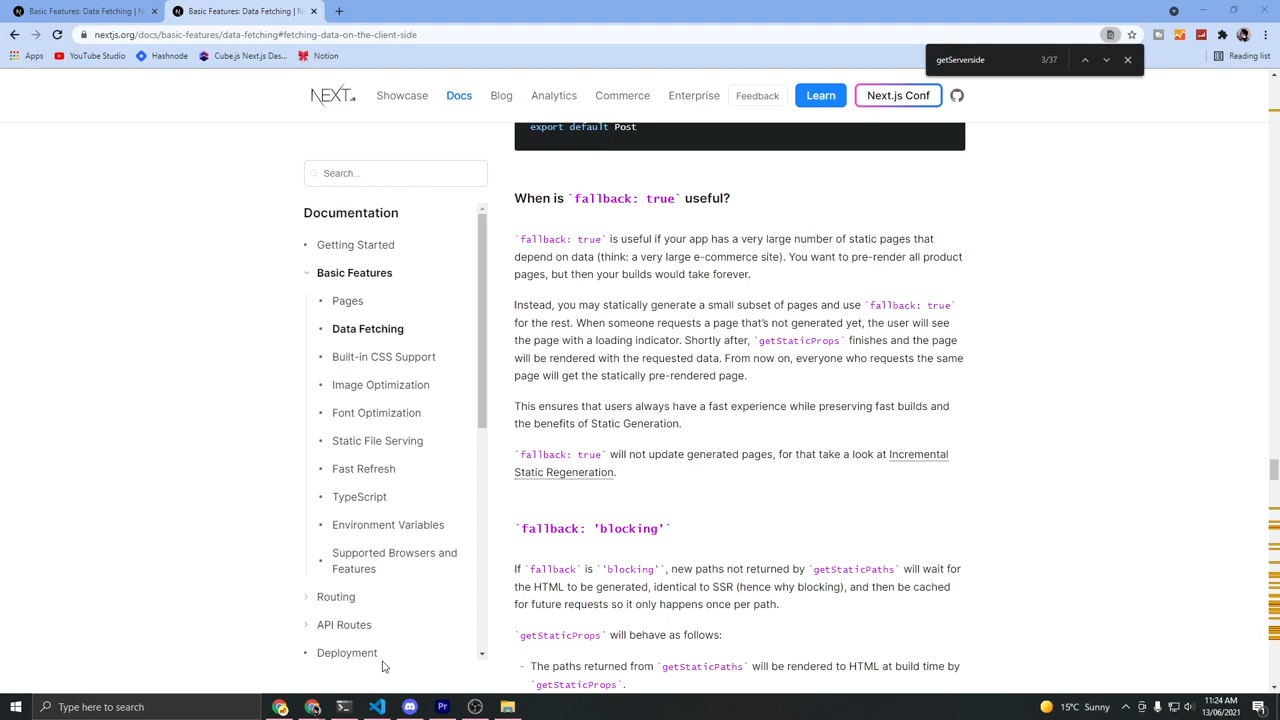 Basic Features: Data Fetching | N
Basic Features: Data Fetching | N
nextjs.org/docs/basic-features/data-fetching#fetching-data-on-the-client-side
Apps
YouTube Studio
Hashnode
Cube.js Next.js Das...
Notion
Reading list
getServerside
3/37
NEXT.js
Showcase
Docs
Blog
Analytics
Commerce
Enterprise
Feedback
Learn
Next.js Conf
export default Post
Search...
Documentation
Getting Started
Basic Features
Pages
Data Fetching
Built-in CSS Support
Image Optimization
Font Optimization
Static File Serving
Fast Refresh
TypeScript
Environment Variables
Supported Browsers and
Features
Routing
API Routes
Deployment
When is `fallback: true` useful?
`fallback: true` is useful if your app has a very large number of static pages that
depend on data (think: a very large e-commerce site). You want to pre-render all product
pages, but then your builds would take forever.
Instead, you may statically generate a small subset of pages and use `fallback: true`
for the rest. When someone requests a page that's not generated yet, the user will see
the page with a loading indicator. Shortly after, `getStaticProps` finishes and the page
will be rendered with the requested data. From now on, everyone who requests the same
page will get the statically pre-rendered page.
This ensures that users always have a fast experience while preserving fast builds and
the benefits of Static Generation.
`fallback: true` will not update generated pages, for that take a look at Incremental
Static Regeneration.
`fallback: 'blocking'`
If `fallback` is `'blocking'`, new paths not returned by `getStaticPaths` will wait for
the HTML to be generated, identical to SSR (hence why blocking), and then be cached
for future requests so it only happens once per path.
`getStaticProps` will behave as follows:
- The paths returned from `getStaticPaths` will be rendered to HTML at build time by
`getStaticProps`.
Type here to search
15°C Sunny
11:24 AM
13/06/2021